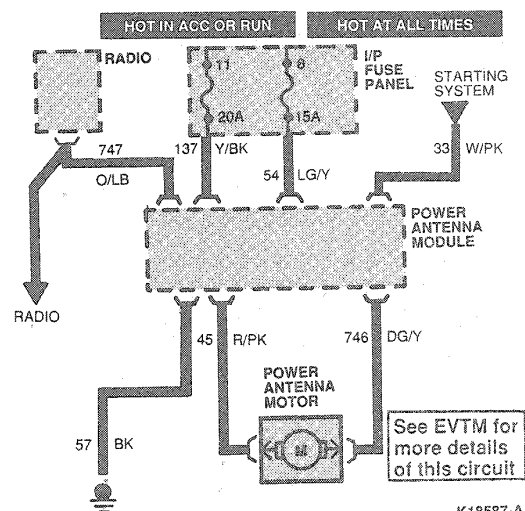 HOT IN ACC OR RUN
HOT AT ALL TIMES
RADIO
11
6
I/P
FUSE
PANEL
20A
15A
STARTING
SYSTEM
747
O/LB
137
Y/BK
54
LG/Y
33
W/PK
POWER
ANTENNA
MODULE
RADIO
45
R/PK
746
DG/Y
POWER
ANTENNA
MOTOR
M
57
BK
See EVTM for
more details
of this circuit
K18587-A